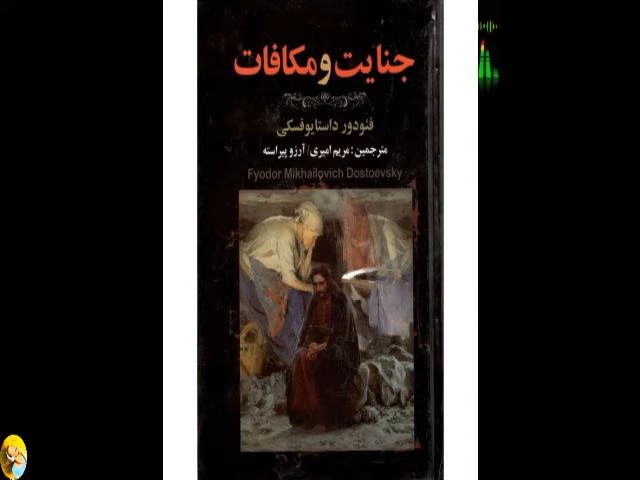 جنایت و مکافات
فئودور داستایوفسکی
مترجمین: مریم امیری/آرزو پیراسته
Fyodor Mikhailovich Dostoevsky